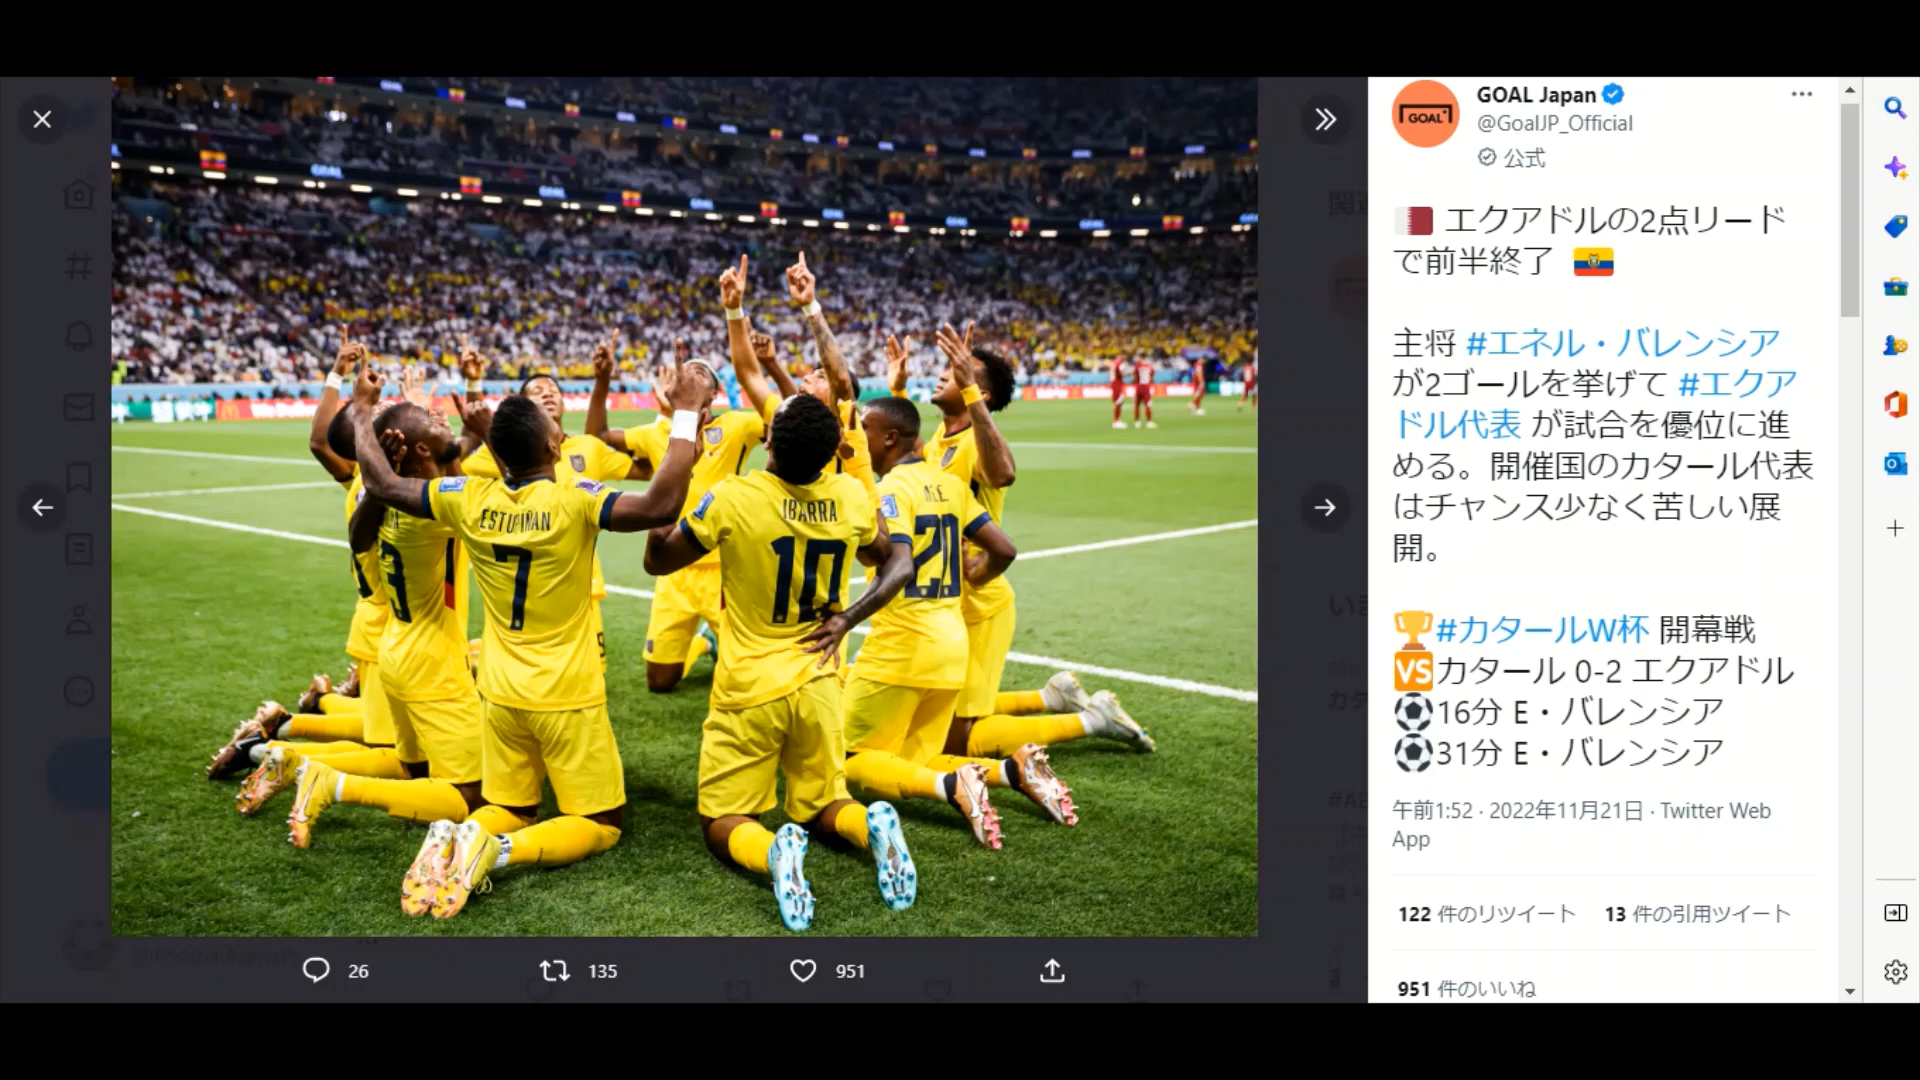 GOAL
GOAL Japan
@GoalJP_Official
公式
エクアドルの2点リード
で前半終了
主将 #エネル・バレンシア
が2ゴールを挙げて #エクア
ドル代表 が試合を優位に進
める。開催国のカタール代表
はチャンス少なく苦しい展
開。
#カタールW杯 開幕戦
VSカタール 0-2 エクアドル
16分 E・バレンシア
31分 E・バレンシア
午前1:52 · 2022年11月21日 · Twitter Web
App
122 件のリツイート 13 件の引用ツイート
951 件のいいね
ESTUPIÑAN
7
IBARRA
10
20
3
26
135
951